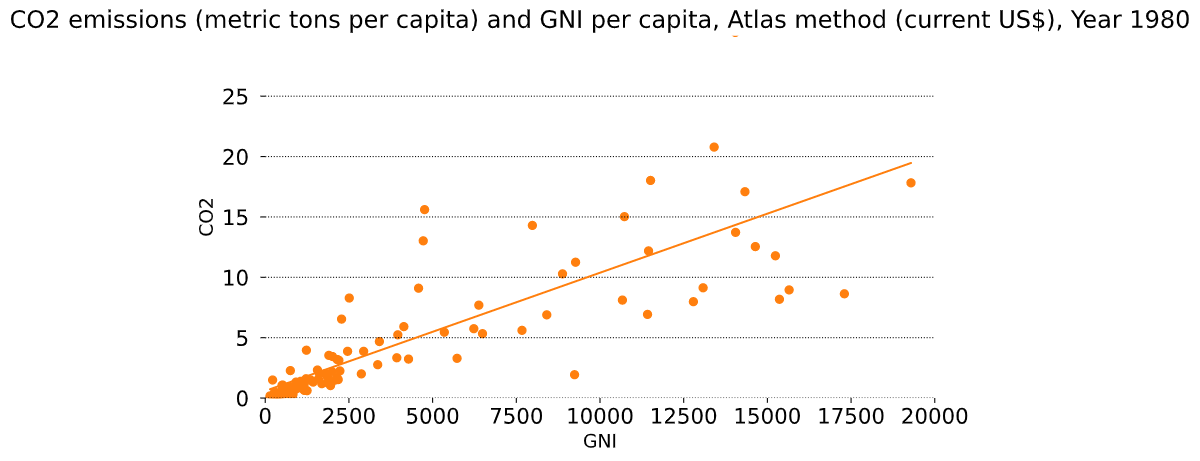 CO2 emissions (metric tons per capita) and GNI per capita, Atlas method (current US$), Year 1980
25
20
15
10
5
0
CO2
0 2500 5000 7500 10000 12500 15000 17500 20000
GNI